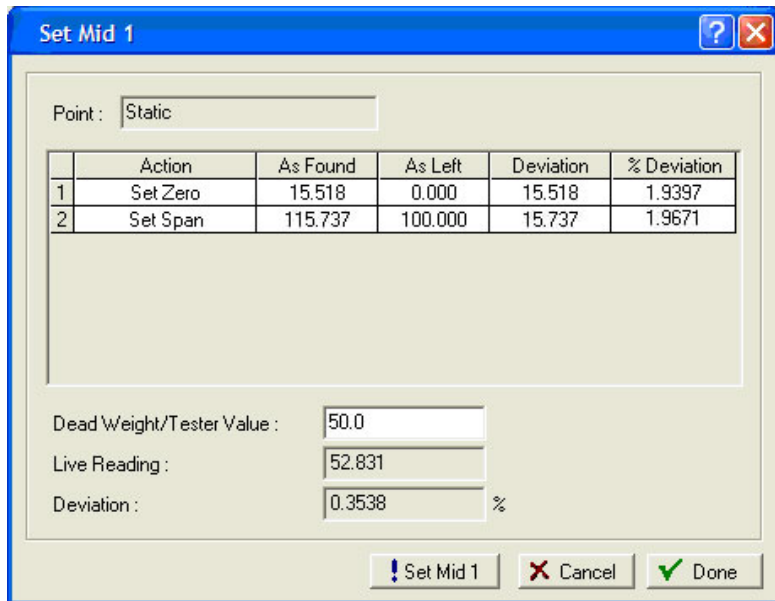 Set Mid 1
Point : Static
Action As Found As Left Deviation % Deviation
1 Set Zero 15.518 0.000 15.518 1.9397
2 Set Span 115.737 100.000 15.737 1.9671
Dead Weight/Tester Value : 50.0
Live Reading : 52.831
Deviation : 0.3538 %
! Set Mid 1 Cancel Done